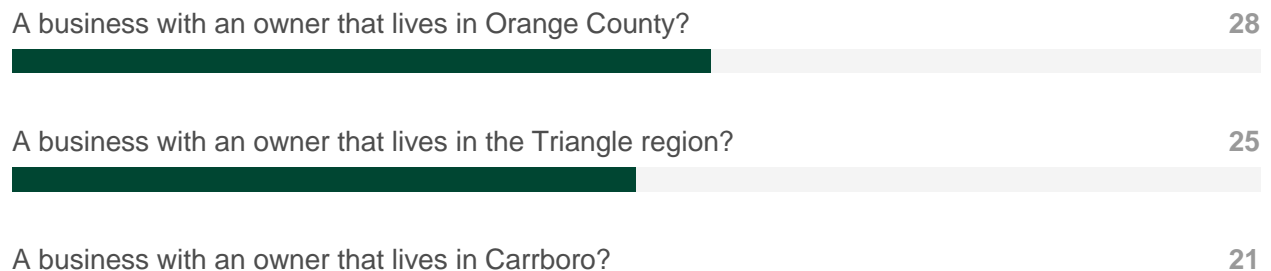 A business with an owner that lives in Orange County? 28
A business with an owner that lives in the Triangle region? 25
A business with an owner that lives in Carrboro? 21